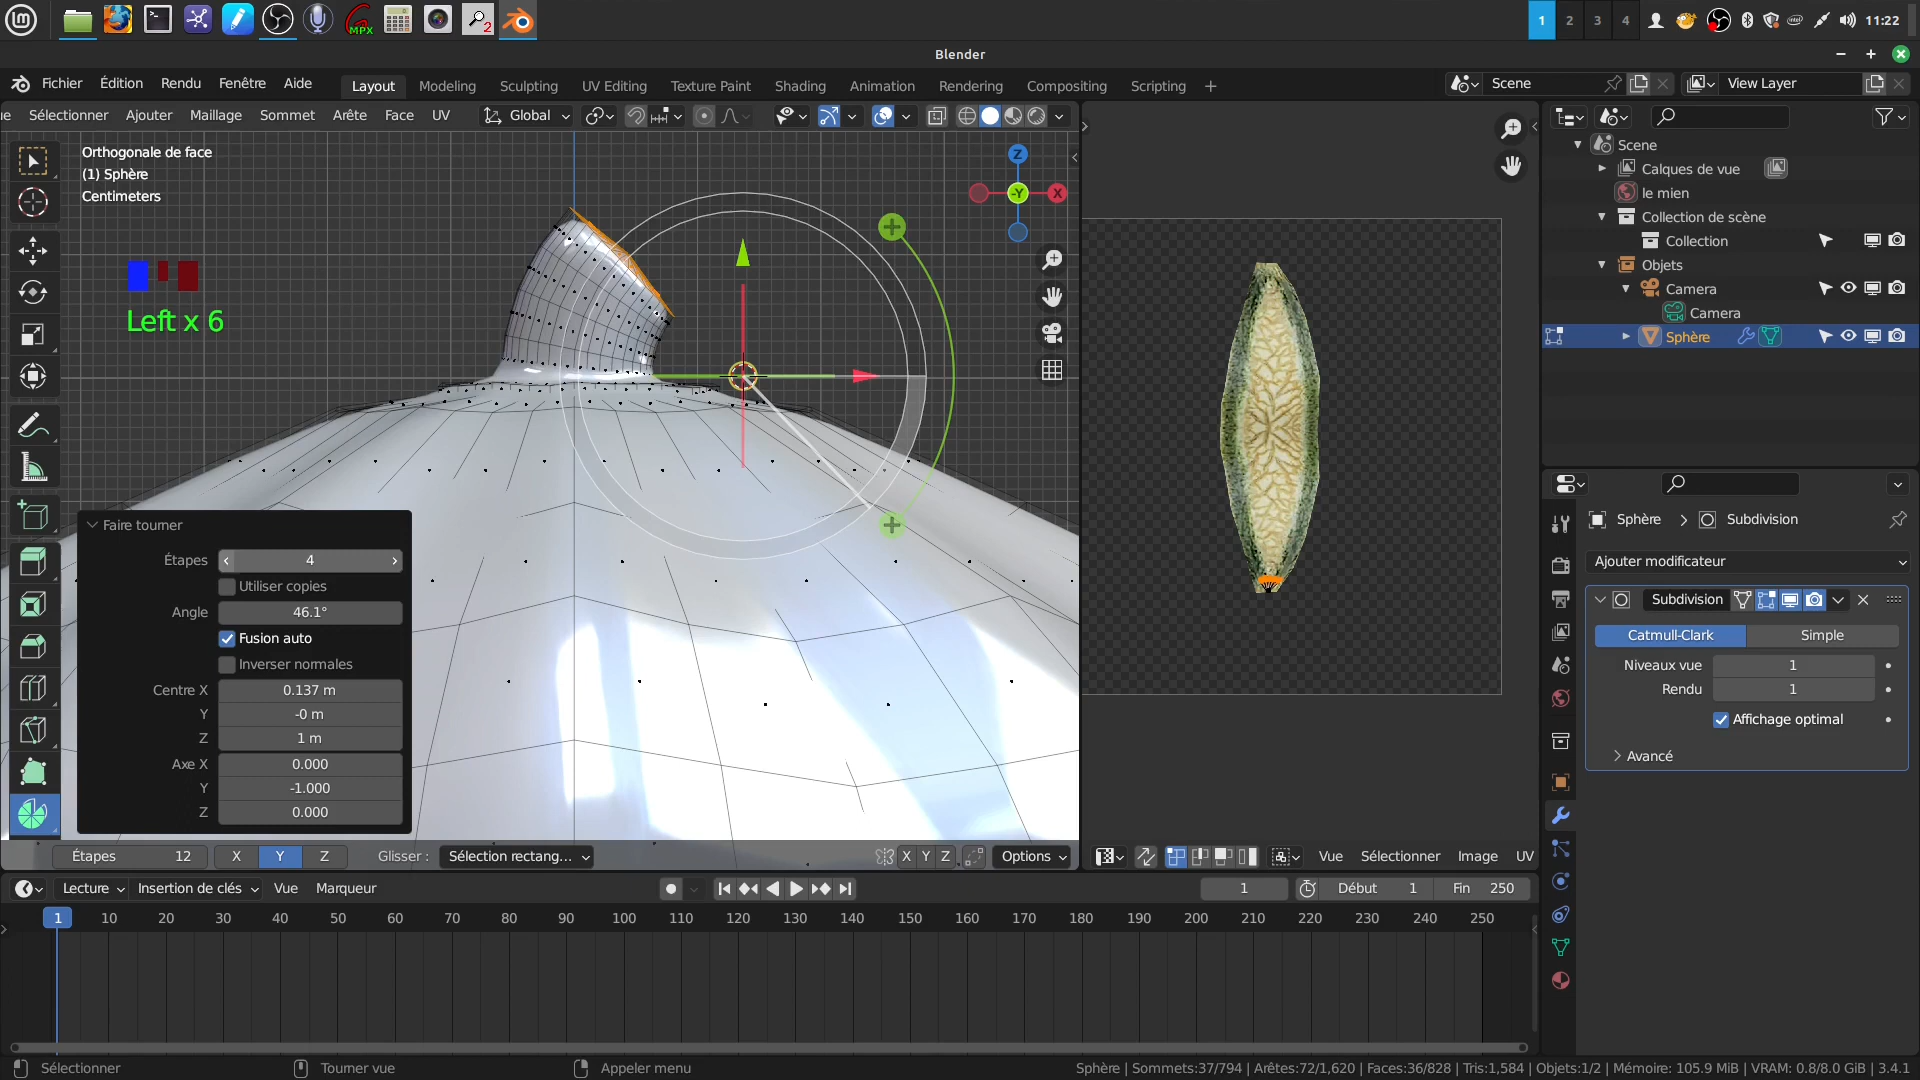 11:22
1 2 3 4
MPX
2
Blender
Fichier Édition Rendu Fenêtre Aide
Layout Modeling Sculpting UV Editing Texture Paint Shading Animation Rendering Compositing Scripting +
Scene
View Layer
Sélectionner Ajouter Maillage Sommet Arête Face UV
Global
Orthogonale de face
(1) Sphère
Centimeters
Z
-Y
X
Left x 6
Faire tourner
Étapes 4
Utiliser copies
Angle 46.1°
Fusion auto
Inverser normales
Centre X 0.137 m
Y -0 m
Z 1 m
Axe X 0.000
Y -1.000
Z 0.000
Étapes 12 X Y Z Glisser : Sélection rectang... X Y Z Options
Vue Sélectionner Image UV
Scene
Calques de vue
le mien
Collection de scène
Collection
Objets
Camera
Camera
Sphère
Sphère > Subdivision
Ajouter modificateur
Subdivision
Catmull-Clark Simple
Niveaux vue 1
Rendu 1
Affichage optimal
Avancé
Lecture Insertion de clés Vue Marqueur
1 Début 1 Fin 250
1 10 20 30 40 50 60 70 80 90 100 110 120 130 140 150 160 170 180 190 200 210 220 230 240 250
Sélectionner Tourner vue Appeler menu
Sphère | Sommets:37/794 | Arêtes:72/1,620 | Faces:36/828 | Tris:1,584 | Objets:1/2 | Mémoire: 105.9 MiB | VRAM: 0.8/8.0 GiB | 3.4.1